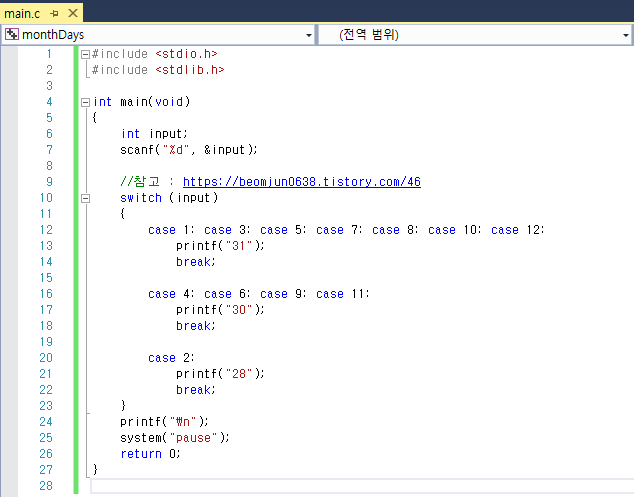 main.c
monthDays
(전역 범위)
1 #include <stdio.h>
2 #include <stdlib.h>
3
4 int main(void)
5 {
6 int input;
7 scanf("%d", &input);
8
9 //참고 : https://beomjun0638.tistory.com/46
10 switch (input)
11 {
12 case 1: case 3: case 5: case 7: case 8: case 10: case 12:
13 printf("31");
14 break;
15
16 case 4: case 6: case 9: case 11:
17 printf("30");
18 break;
19
20 case 2:
21 printf("28");
22 break;
23 }
24 printf("₩n");
25 system("pause");
26 return 0;
27 }
28